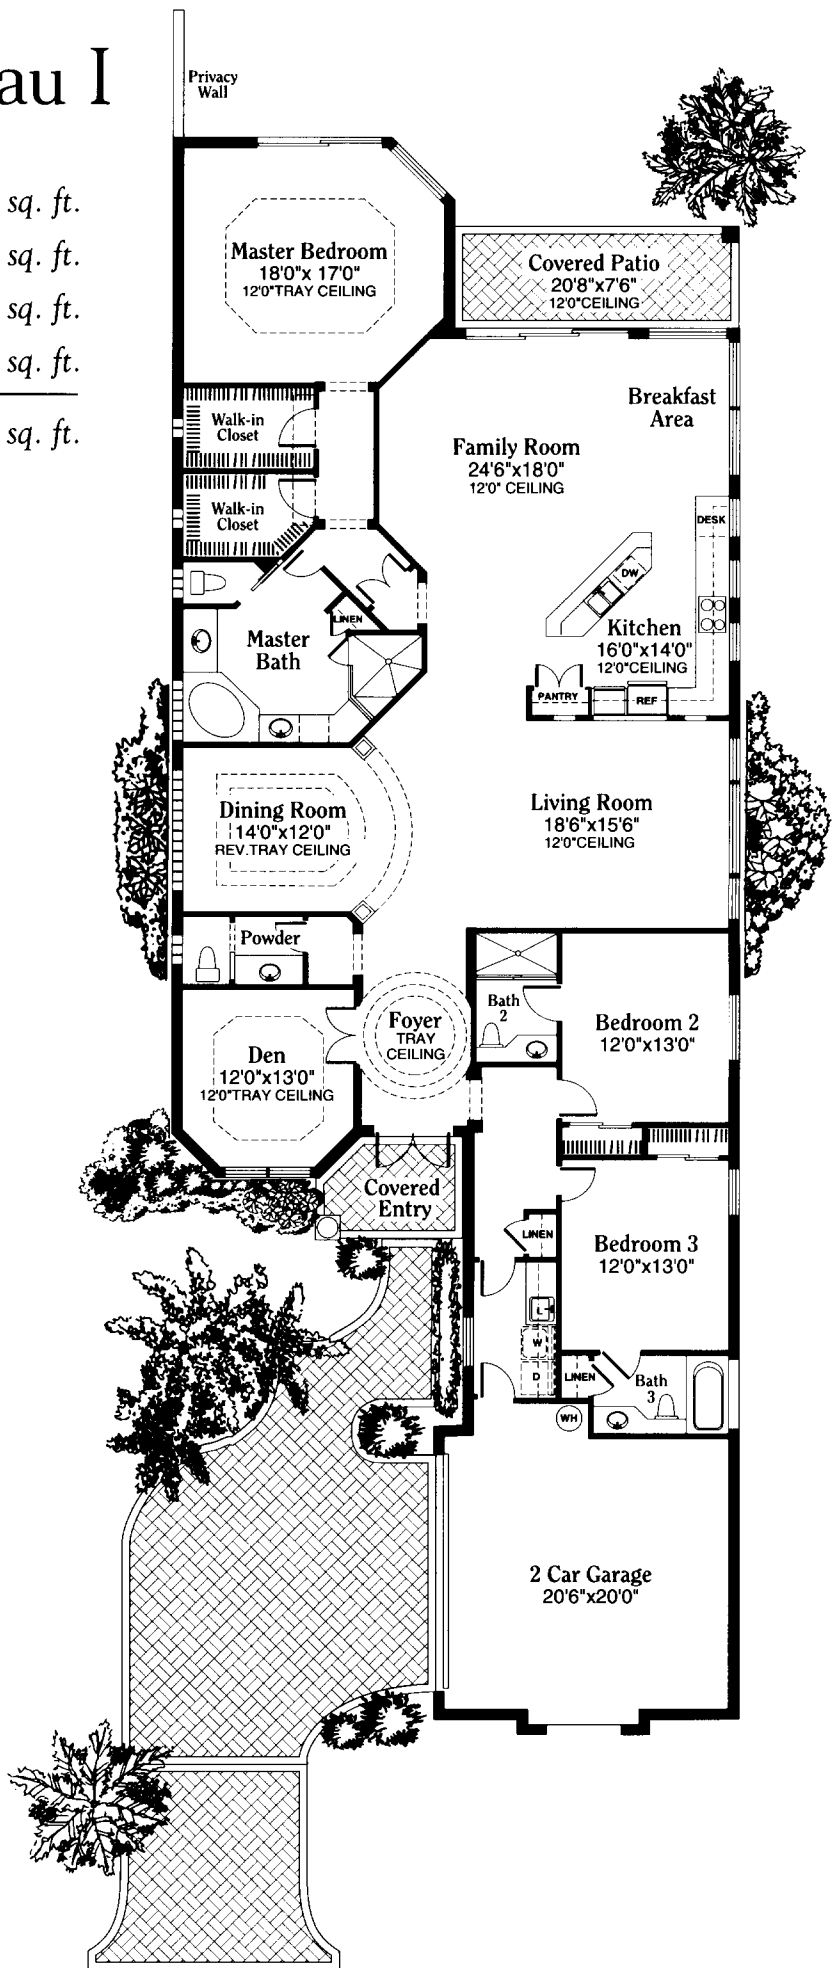 au I
sq. ft.
sq. ft.
sq. ft.
sq. ft.
sq. ft.
Privacy
Wall
Master Bedroom
18'0"x 17'0"
12'0"TRAY CEILING
Covered Patio
20'8"x7'6"
12'0"CEILING
Breakfast
Area
Walk-in
Closet
Family Room
24'6"x18'0"
12'0" CEILING
Walk-in
Closet
DESK
DW
LINEN
Master
Bath
Kitchen
16'0"x14'0"
12'0"CEILING
PANTRY
REF
Dining Room
14'0"x12'0"
REV.TRAY CEILING
Living Room
18'6"x15'6"
12'0"CEILING
Powder
Bath
2
Foyer
TRAY
CEILING
Bedroom 2
12'0"x13'0"
Den
12'0"x13'0"
12'0"TRAY CEILING
Covered
Entry
LINEN
Bedroom 3
12'0"x13'0"
L
W
D
LINEN
Bath
3
WH
2 Car Garage
20'6"x20'0"